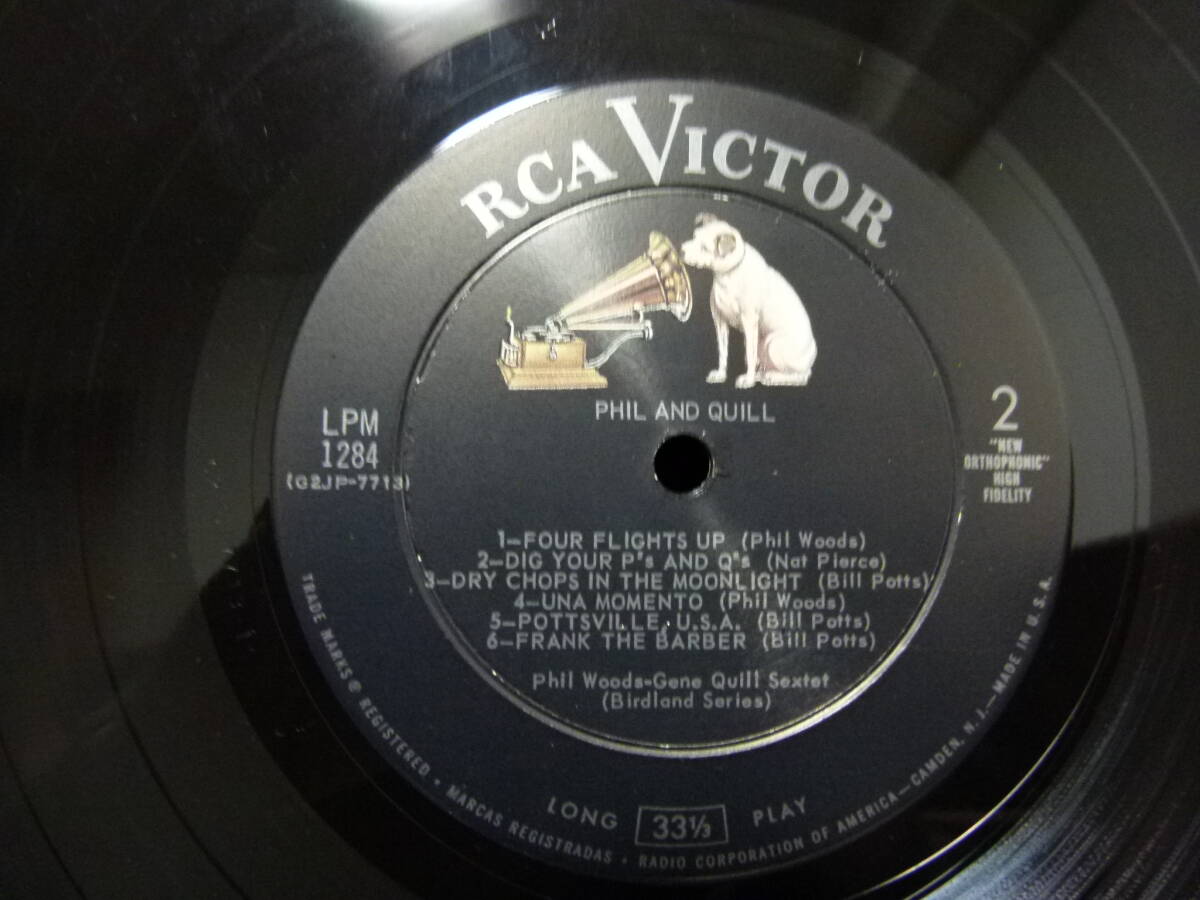 RCA VICTOR
PHIL AND QUILL
LPM
1284
(G2JP-7713)
2
"NEW
ORTHOPHONIC"
HIGH
FIDELITY
1-FOUR FLIGHTS UP (Phil Woods)
2-DIG YOUR P's AND Q's (Nat Pierce)
3-DRY CHOPS IN THE MOONLIGHT (Bill Potts)
4-UNA MOMENTO (Phil Woods)
5-POTTSVILLE, U.S.A. (Bill Potts)
6-FRANK THE BARBER (Bill Potts)
Phil Woods-Gene Quill Sextet
(Birdland Series)
LONG 33⅓ PLAY
TRADE MARKS ® REGISTERED • MARCAS REGISTRADAS • RADIO CORPORATION OF AMERICA—CAMDEN, N. J.—MADE IN U.S.A.